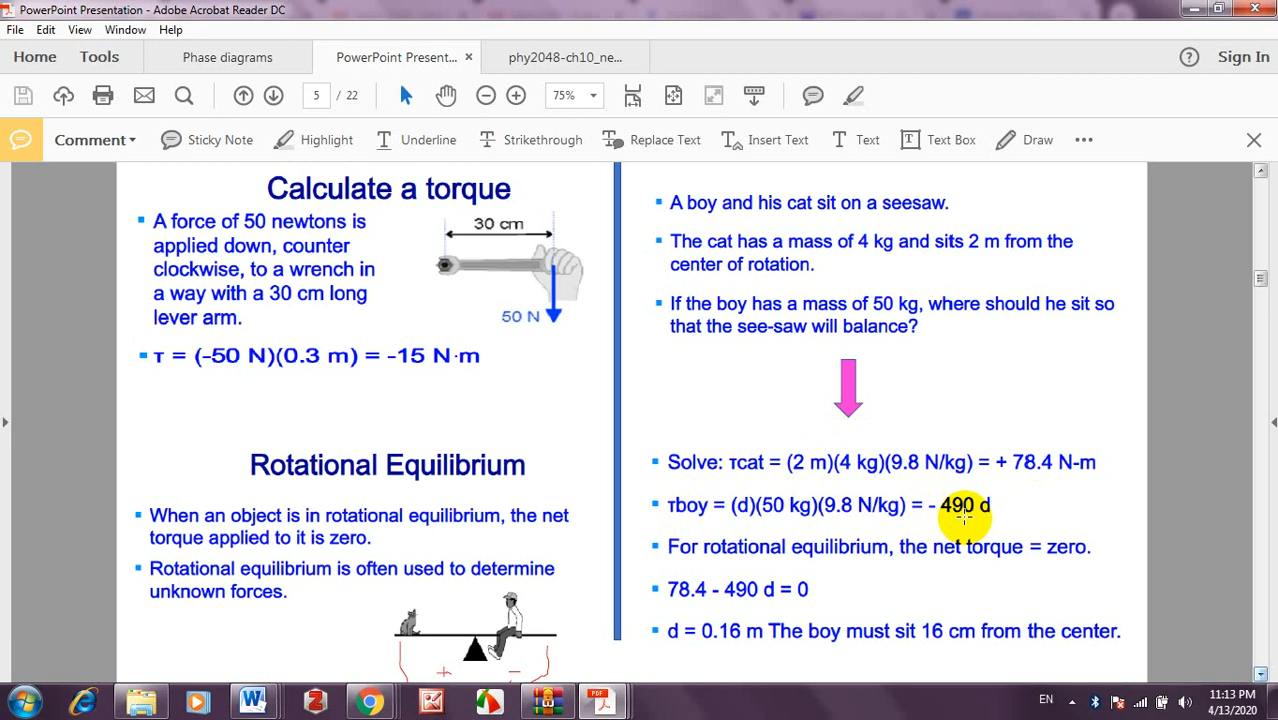 PowerPoint Presentation - Adobe Acrobat Reader DC
File Edit View Window Help
Home Tools Phase diagrams PowerPoint Present... × phy2048-ch10_ne... Sign In
5 / 22 75%
Comment Sticky Note Highlight Underline Strikethrough Replace Text Insert Text Text Text Box Draw
Calculate a torque
▪ A force of 50 newtons is
applied down, counter
clockwise, to a wrench in
a way with a 30 cm long
lever arm.
30 cm
50 N
▪ τ = (-50 N)(0.3 m) = -15 N·m
Rotational Equilibrium
▪ When an object is in rotational equilibrium, the net
torque applied to it is zero.
▪ Rotational equilibrium is often used to determine
unknown forces.
+ −
▪ A boy and his cat sit on a seesaw.
▪ The cat has a mass of 4 kg and sits 2 m from the
center of rotation.
▪ If the boy has a mass of 50 kg, where should he sit so
that the see-saw will balance?
▪ Solve: τcat = (2 m)(4 kg)(9.8 N/kg) = + 78.4 N-m
▪ τboy = (d)(50 kg)(9.8 N/kg) = - 490 d
▪ For rotational equilibrium, the net torque = zero.
▪ 78.4 - 490 d = 0
▪ d = 0.16 m The boy must sit 16 cm from the center.
EN
11:13 PM
4/13/2020